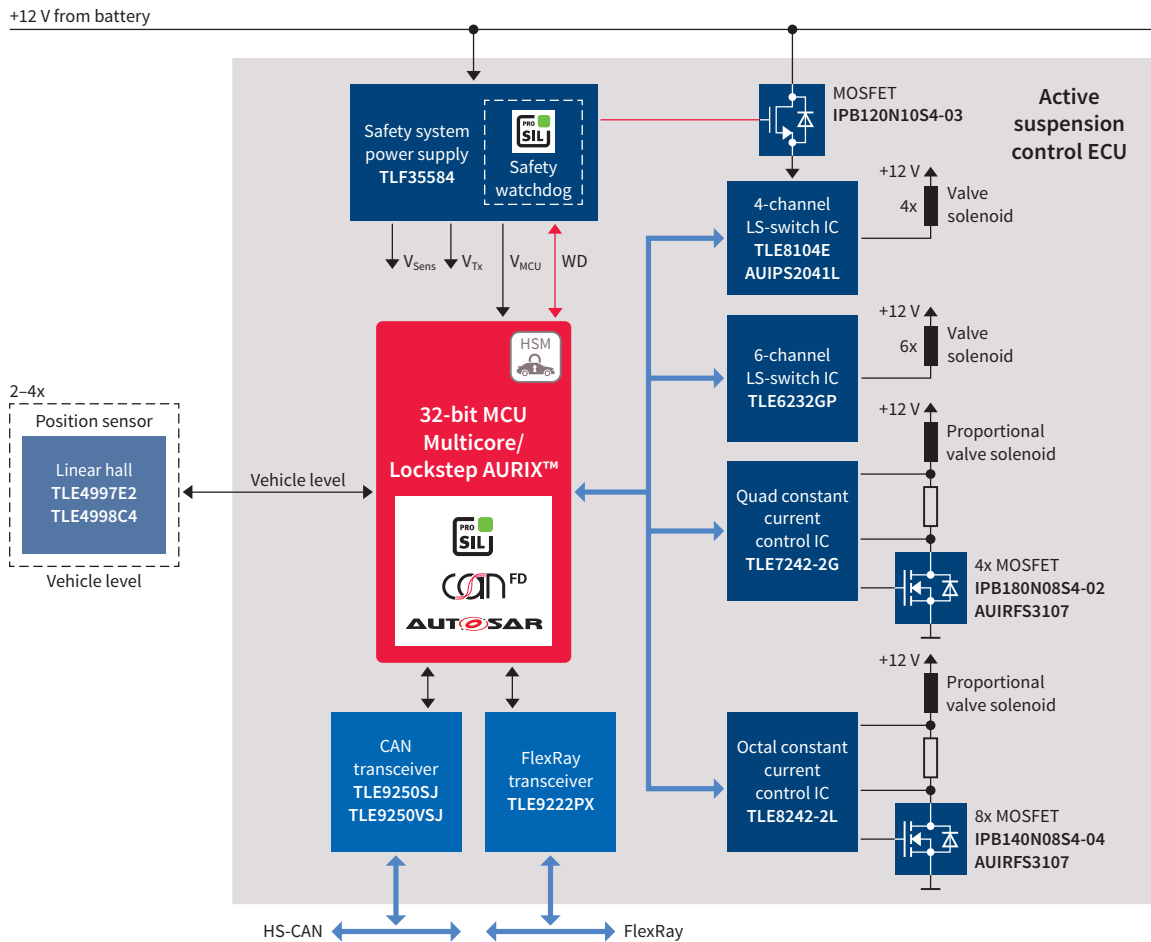 +12 V from battery
Active
suspension
control ECU
Safety system
power supply
TLF35584
PRO
SIL
Safety
watchdog
MOSFET
IPB120N10S4-03
4-channel
LS-switch IC
TLE8104E
AUIPS2041L
+12 V
4x
Valve
solenoid
VSens
VTx
VMCU
WD
6-channel
LS-switch IC
TLE6232GP
+12 V
6x
Valve
solenoid
HSM
32-bit MCU
Multicore/
Lockstep AURIX™
PRO
SIL
CAN FD
AUTOSAR
2–4x
Position sensor
Linear hall
TLE4997E2
TLE4998C4
Vehicle level
Vehicle level
Quad constant
current
control IC
TLE7242-2G
+12 V
Proportional
valve solenoid
4x MOSFET
IPB180N08S4-02
AUIRFS3107
CAN
transceiver
TLE9250SJ
TLE9250VSJ
FlexRay
transceiver
TLE9222PX
Octal constant
current
control IC
TLE8242-2L
+12 V
Proportional
valve solenoid
8x MOSFET
IPB140N08S4-04
AUIRFS3107
HS-CAN
FlexRay